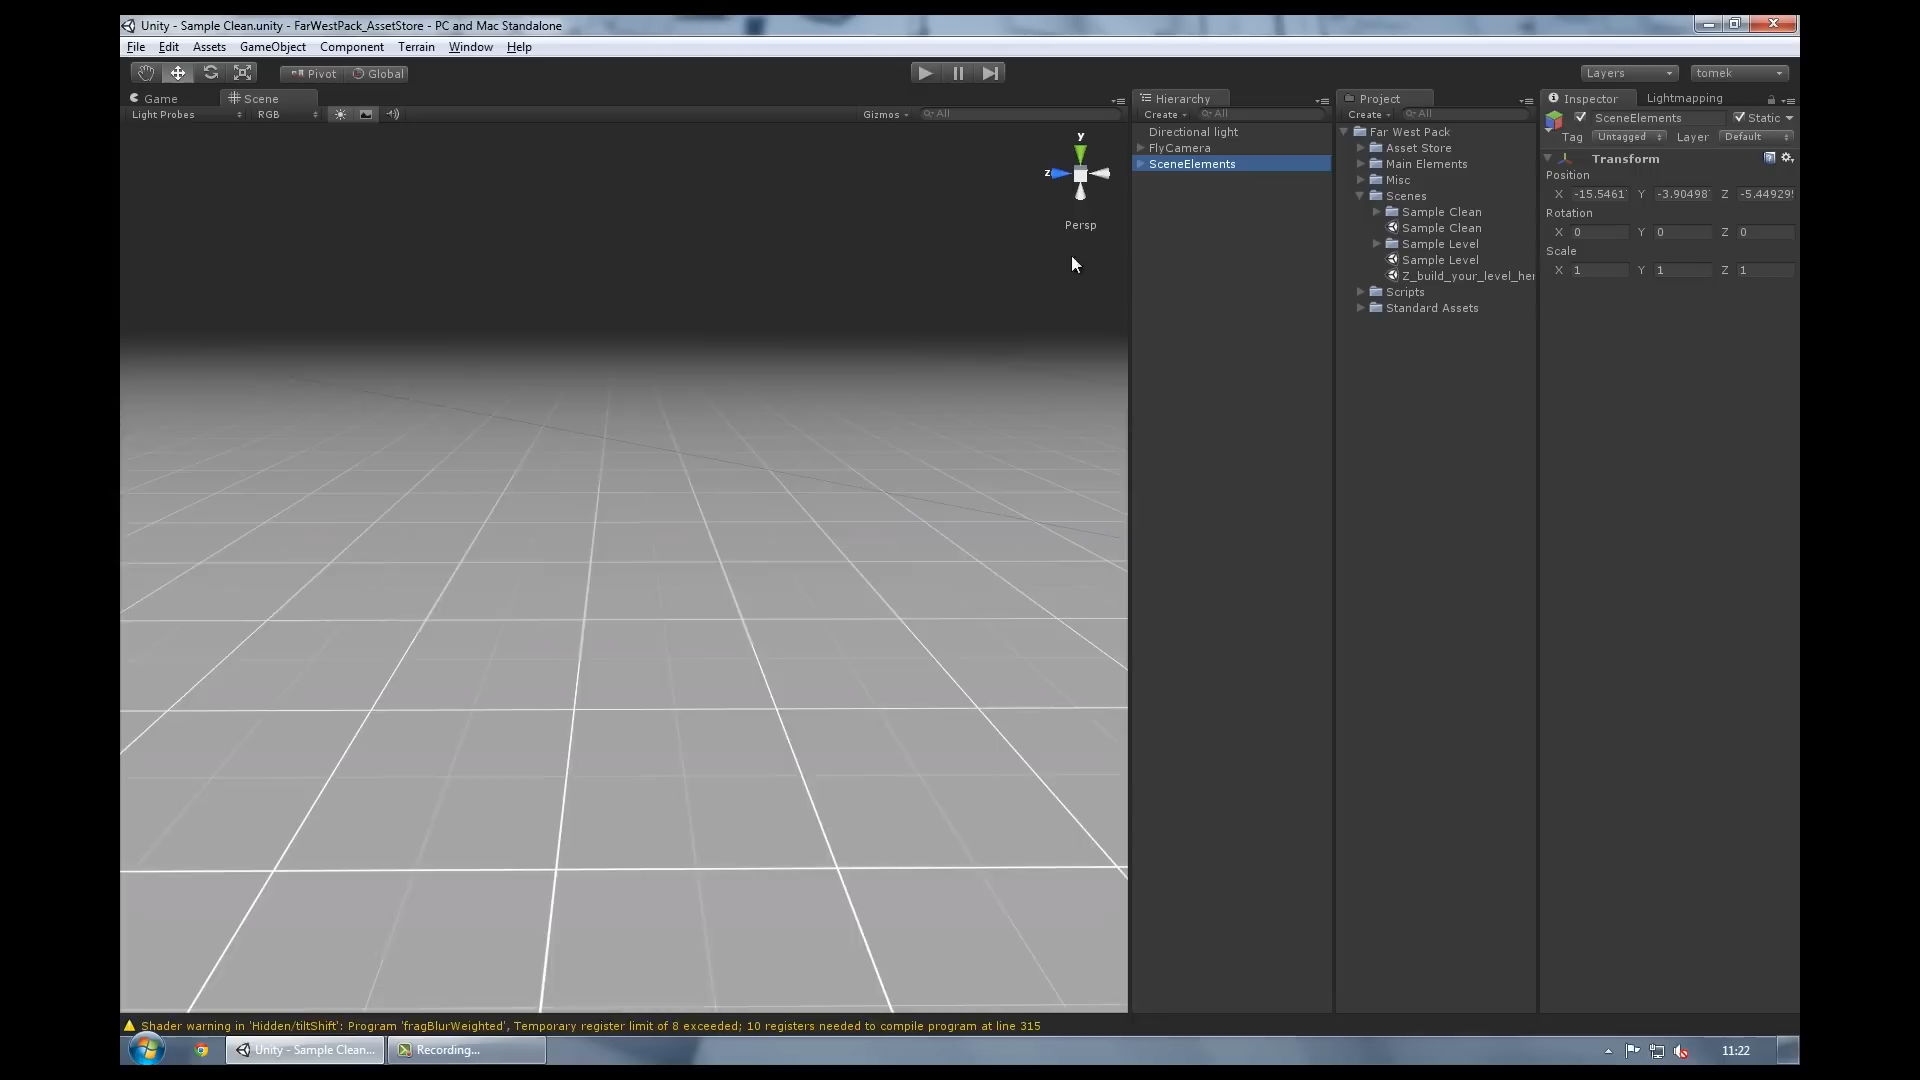 Unity - Sample Clean.unity - FarWestPack_AssetStore - PC and Mac Standalone
File Edit Assets GameObject Component Terrain Window Help
Pivot Global Layers tomek
Game Scene
Light Probes RGB Gizmos All
y
z
Persp
Hierarchy
Create All
Directional light
FlyCamera
SceneElements
Project
Create All
Far West Pack
Asset Store
Main Elements
Misc
Scenes
Sample Clean
Sample Clean
Sample Level
Sample Level
Z_build_your_level_her
Scripts
Standard Assets
Inspector Lightmapping
SceneElements Static
Tag Untagged Layer Default
Transform
Position
X -15.5461 Y -3.90498 Z -5.44929
Rotation
X 0 Y 0 Z 0
Scale
X 1 Y 1 Z 1
Shader warning in 'Hidden/tiltShift': Program 'fragBlurWeighted', Temporary register limit of 8 exceeded; 10 registers needed to compile program at line 315
Unity - Sample Clean... Recording... 11:22